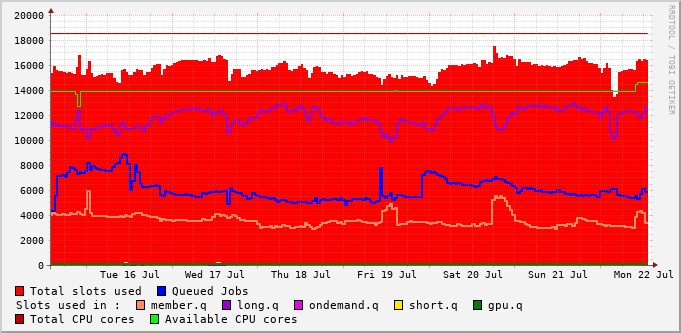 20000
18000
16000
14000
12000
10000
8000
6000
4000
2000
0
Tue 16 Jul Wed 17 Jul Thu 18 Jul Fri 19 Jul Sat 20 Jul Sun 21 Jul Mon 22 Jul
Total slots used Queued Jobs
Slots used in : member.q long.q ondemand.q short.q gpu.q
Total CPU cores Available CPU cores
RRDTOOL / TOBI OETIKER